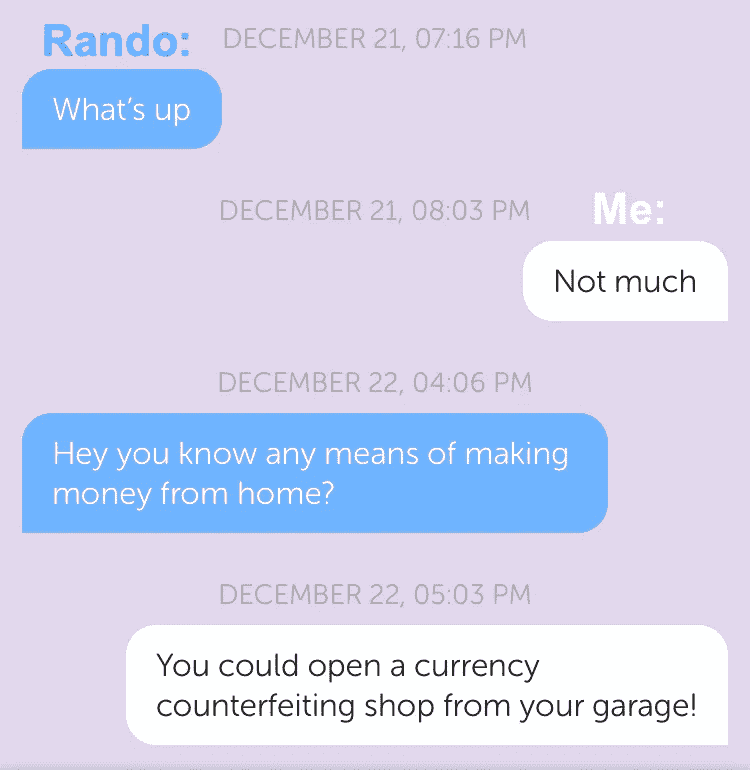 Rando: DECEMBER 21, 07:16 PM
What's up
DECEMBER 21, 08:03 PM Me:
Not much
DECEMBER 22, 04:06 PM
Hey you know any means of making
money from home?
DECEMBER 22, 05:03 PM
You could open a currency
counterfeiting shop from your garage!